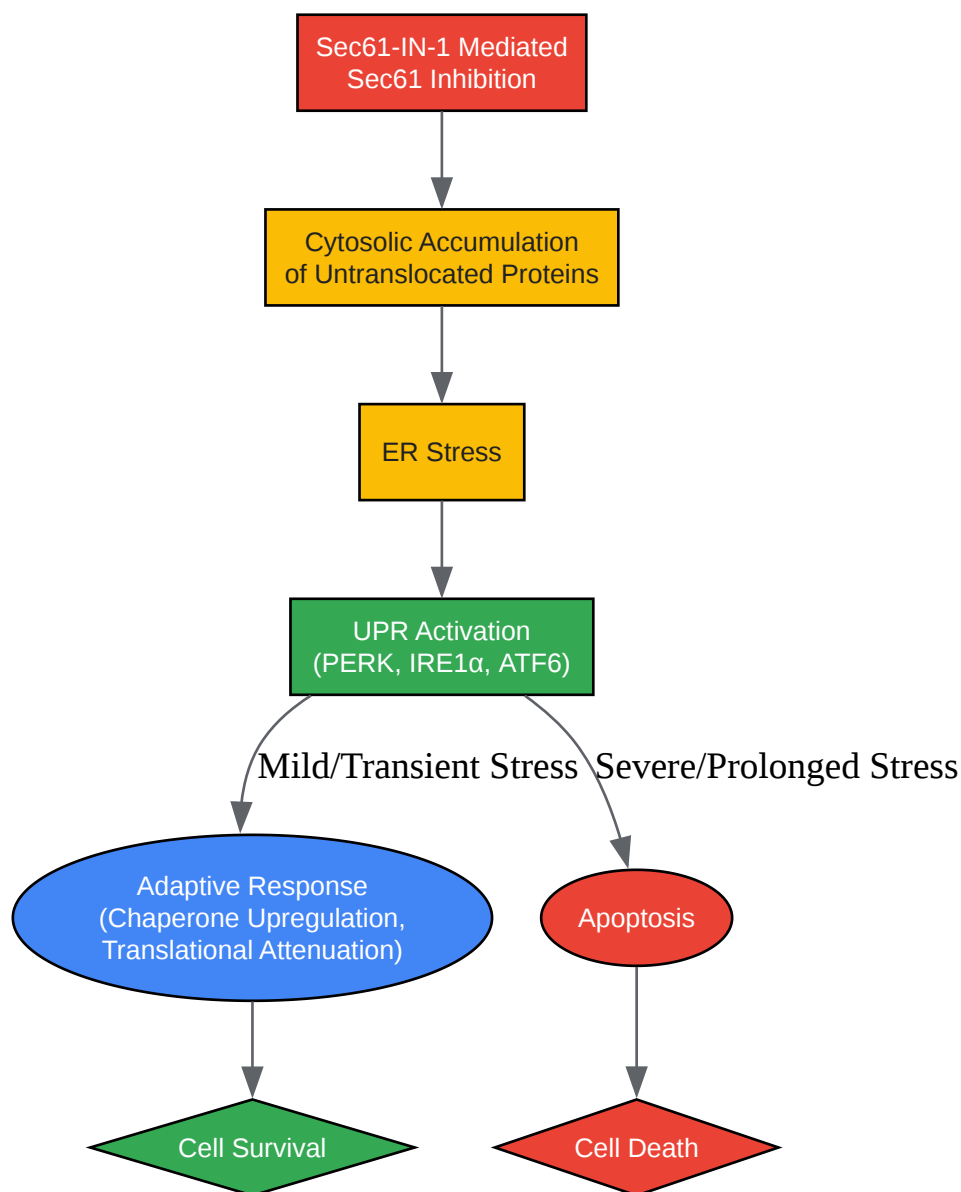 Sec61-IN-1 Mediated
Sec61 Inhibition
Cytosolic Accumulation
of Untranslocated Proteins
ER Stress
UPR Activation
(PERK, IRE1α, ATF6)
Mild/Transient Stress
Severe/Prolonged Stress
Adaptive Response
(Chaperone Upregulation,
Translational Attenuation)
Apoptosis
Cell Survival
Cell Death